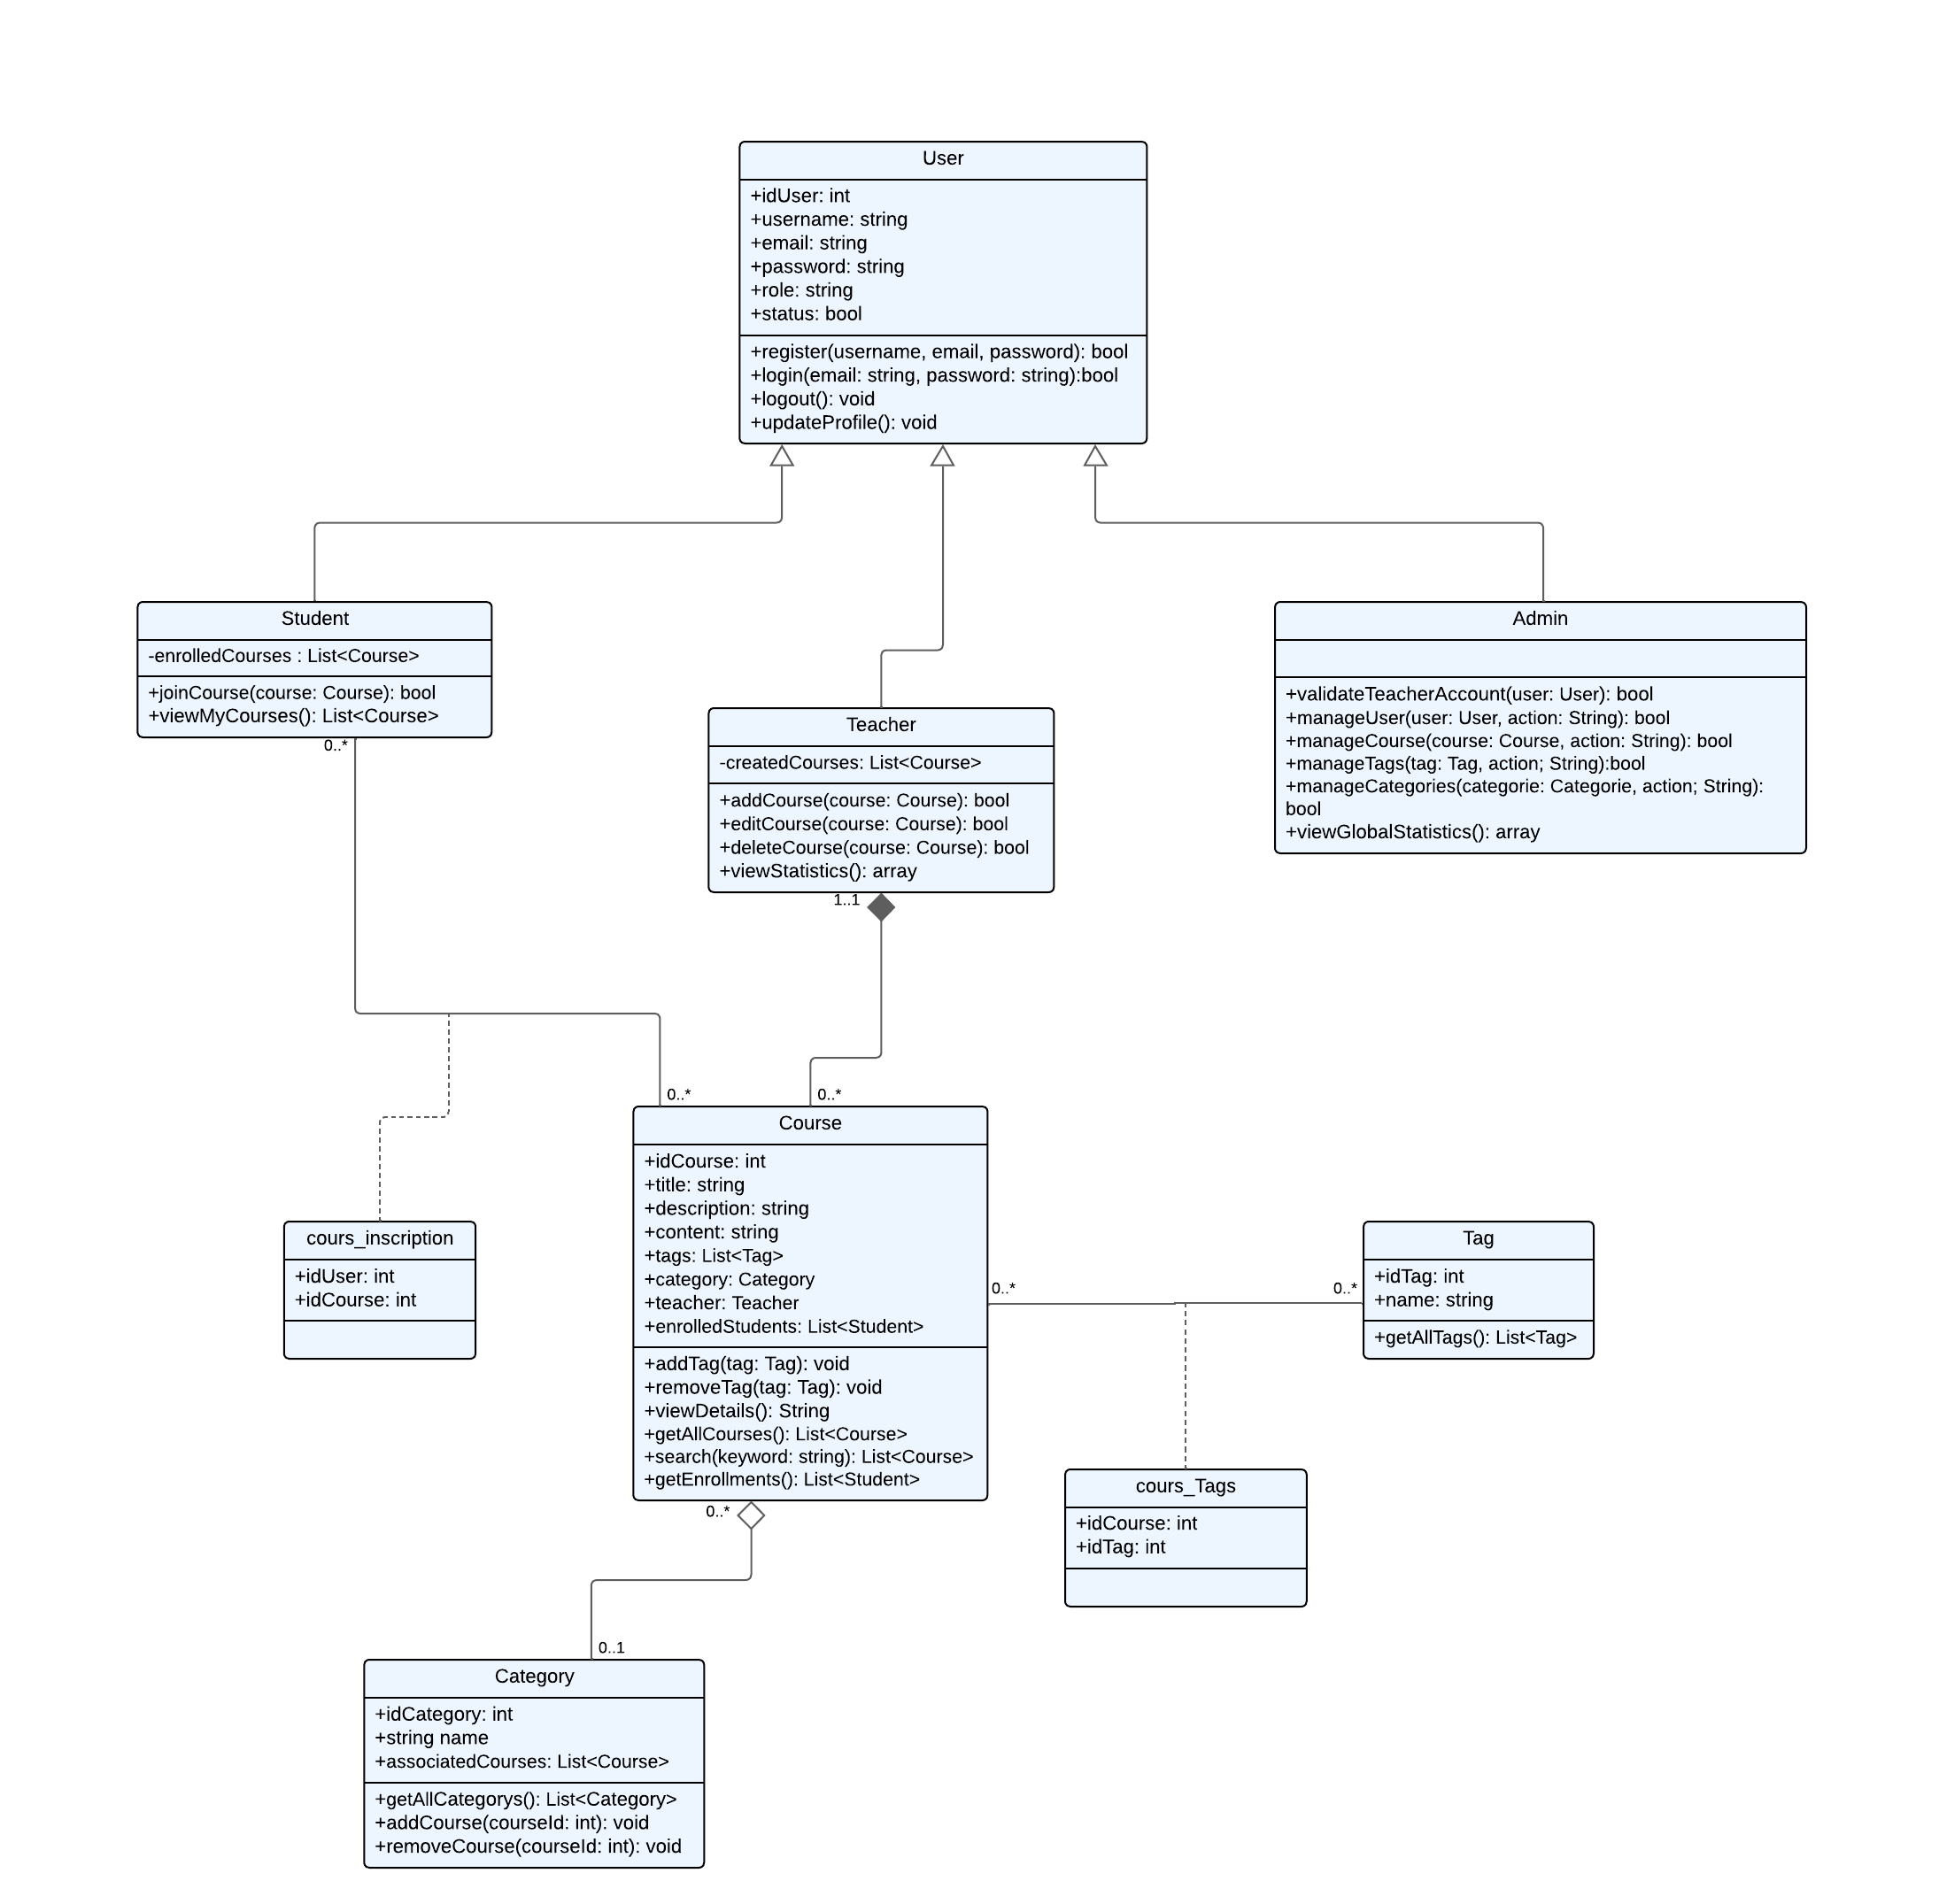 User
+idUser: int
+username: string
+email: string
+password: string
+role: string
+status: bool
+register(username, email, password): bool
+login(email: string, password: string):bool
+logout(): void
+updateProfile(): void
Student
-enrolledCourses : List<Course>
+joinCourse(course: Course): bool
+viewMyCourses(): List<Course>
0..*
Teacher
-createdCourses: List<Course>
+addCourse(course: Course): bool
+editCourse(course: Course): bool
+deleteCourse(course: Course): bool
+viewStatistics(): array
1..1
Admin
+validateTeacherAccount(user: User): bool
+manageUser(user: User, action: String): bool
+manageCourse(course: Course, action: String): bool
+manageTags(tag: Tag, action; String):bool
+manageCategories(categorie: Categorie, action; String):
bool
+viewGlobalStatistics(): array
0..*
0..*
Course
+idCourse: int
+title: string
+description: string
+content: string
+tags: List<Tag>
+category: Category
+teacher: Teacher
+enrolledStudents: List<Student>
+addTag(tag: Tag): void
+removeTag(tag: Tag): void
+viewDetails(): String
+getAllCourses(): List<Course>
+search(keyword: string): List<Course>
+getEnrollments(): List<Student>
0..*
cours_inscription
+idUser: int
+idCourse: int
0..*
0..*
Tag
+idTag: int
+name: string
+getAllTags(): List<Tag>
cours_Tags
+idCourse: int
+idTag: int
0..1
Category
+idCategory: int
+string name
+associatedCourses: List<Course>
+getAllCategorys(): List<Category>
+addCourse(courseId: int): void
+removeCourse(courseId: int): void